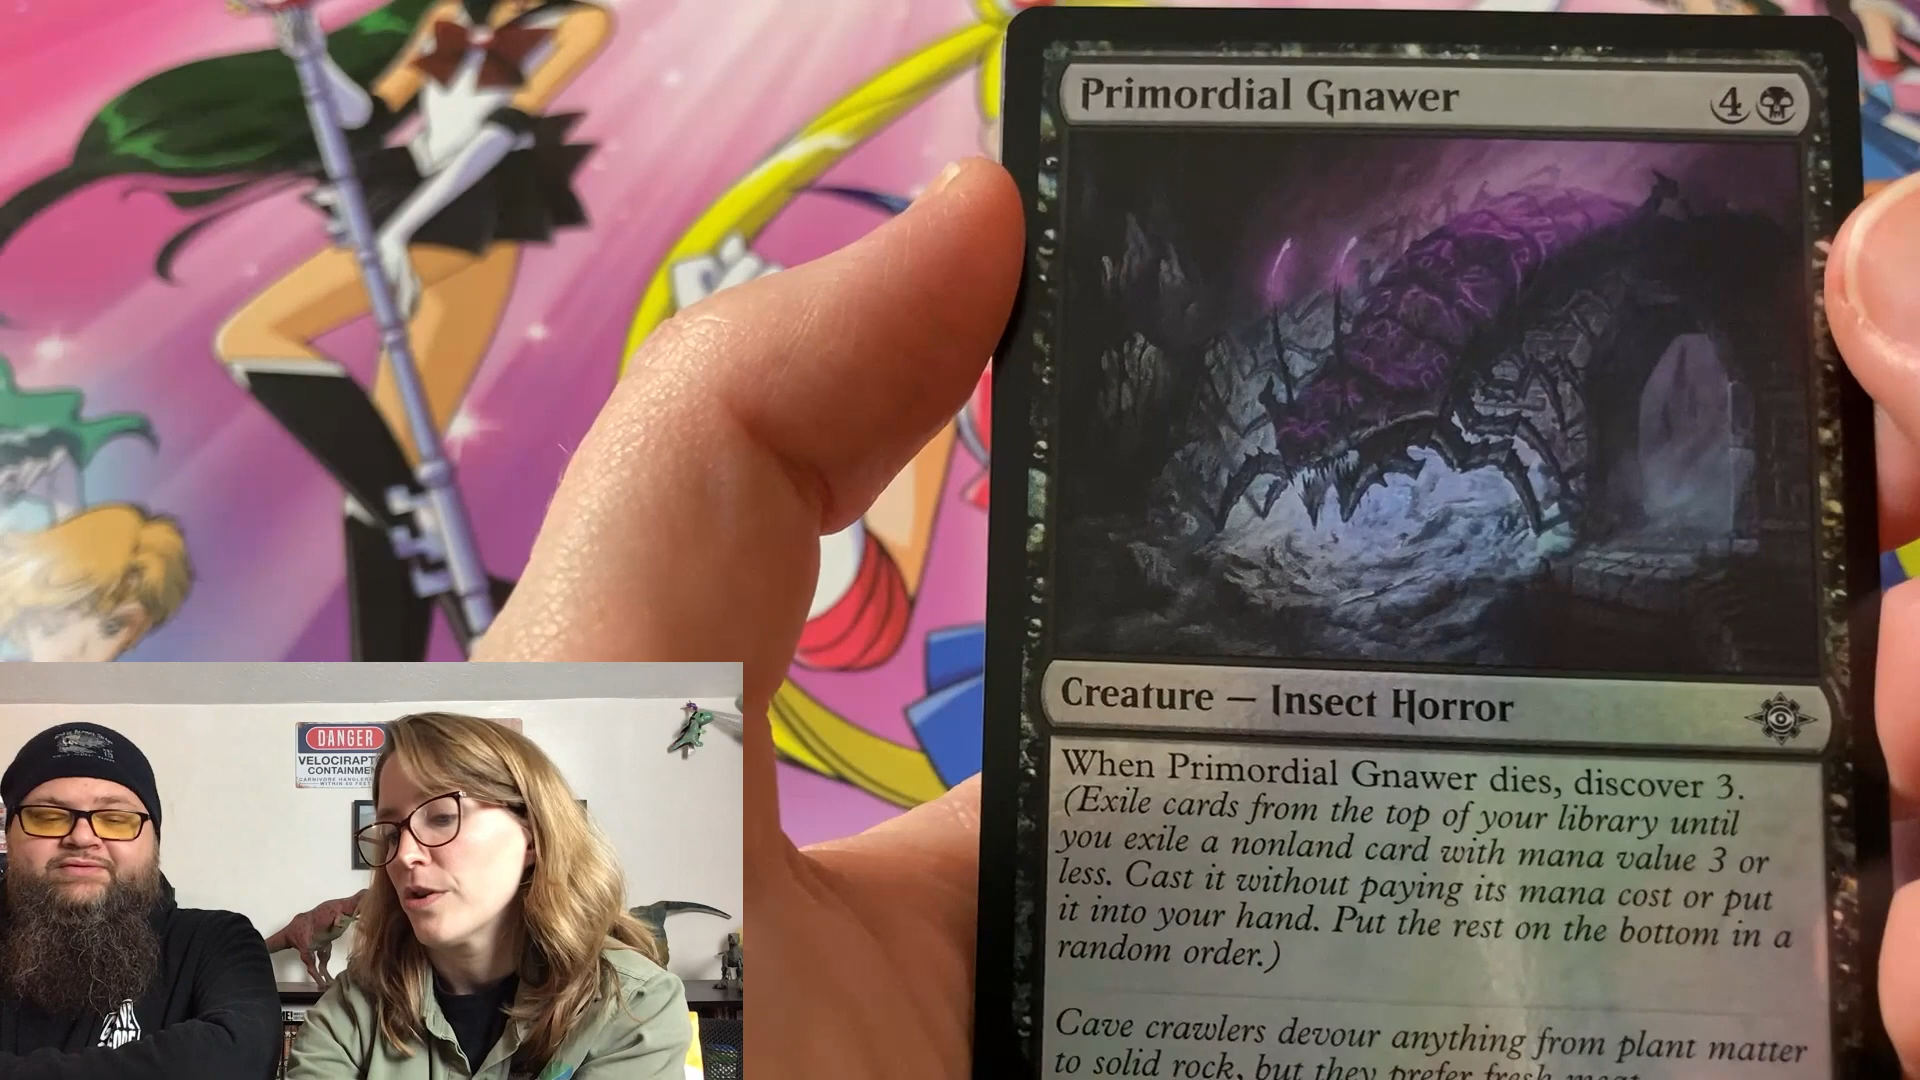 Primordial Gnawer
4
Creature — Insect Horror
When Primordial Gnawer dies, discover 3.
(Exile cards from the top of your library until
you exile a nonland card with mana value 3 or
less. Cast it without paying its mana cost or put
it into your hand. Put the rest on the bottom in a
random order.)
Cave crawlers devour anything from plant matter
to solid rock, but they prefer fresh meat.
DANGER
VELOCIRAPT
CONTAINMEN